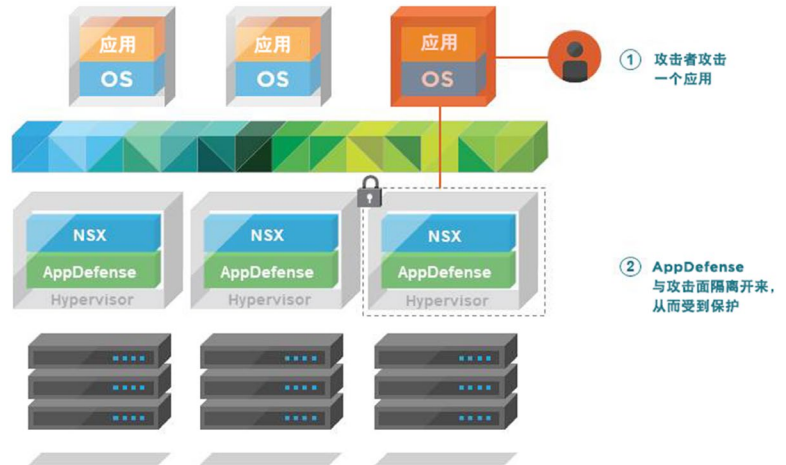 应用
OS
应用
OS
应用
OS
1 攻击者攻击
一个应用
NSX
AppDefense
Hypervisor
NSX
AppDefense
Hypervisor
NSX
AppDefense
Hypervisor
2 AppDefense
与攻击面隔离开来，
从而受到保护